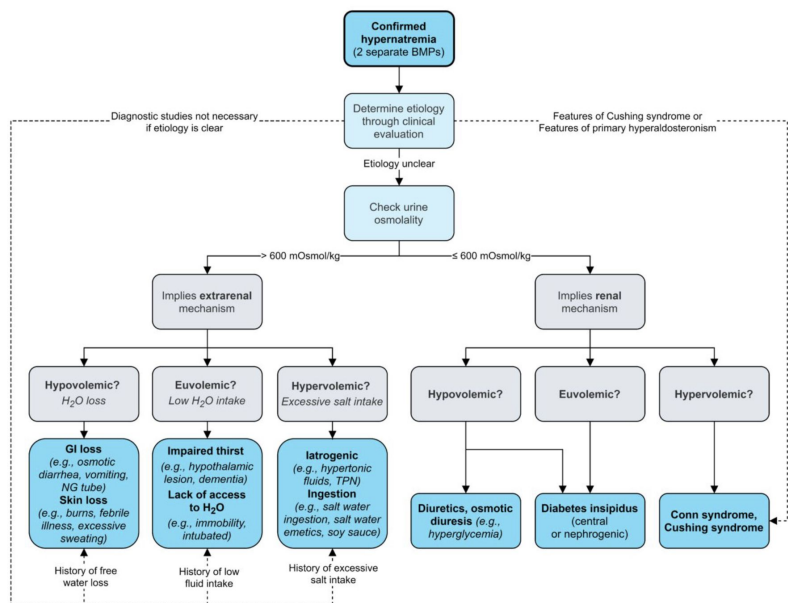 Confirmed
hypernatremia
(2 separate BMPs)
Diagnostic studies not necessary
if etiology is clear
Determine etiology
through clinical
evaluation
Features of Cushing syndrome or
Features of primary hyperaldosteronism
Etiology unclear
Check urine
osmolality
> 600 mOsmol/kg
≤ 600 mOsmol/kg
Implies extrarenal
mechanism
Implies renal
mechanism
Hypovolemic?
H₂O loss
Euvolemic?
Low H₂O intake
Hypervolemic?
Excessive salt intake
Hypovolemic?
Euvolemic?
Hypervolemic?
GI loss
(e.g., osmotic
diarrhea, vomiting,
NG tube)
Skin loss
(e.g., burns, febrile
illness, excessive
sweating)
Impaired thirst
(e.g., hypothalamic
lesion, dementia)
Lack of access
to H₂O
(e.g., immobility,
intubated)
Iatrogenic
(e.g., hypertonic
fluids, TPN)
Ingestion
(e.g., salt water
ingestion, salt water
emetics, soy sauce)
Diuretics, osmotic
diuresis (e.g.,
hyperglycemia)
Diabetes insipidus
(central
or nephrogenic)
Conn syndrome,
Cushing syndrome
History of free
water loss
History of low
fluid intake
History of excessive
salt intake